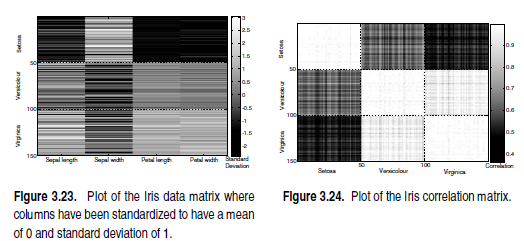 Setosa
50
Versicolour
100
Virginica
150
Sepal length
Sepal width
Petal length
Petal width
Standard
Deviation
3
2.5
2
1.5
1
0.5
0
-0.5
-1
-1.5
-2
Setosa
50
Versicolour
100
Virginica
150
50
100
Setosa
Versicolour
Virginica
Correlation
0.9
0.8
0.7
0.6
0.5
0.4
Figure 3.23. Plot of the Iris data matrix where
columns have been standardized to have a mean
of 0 and standard deviation of 1.
Figure 3.24. Plot of the Iris correlation matrix.